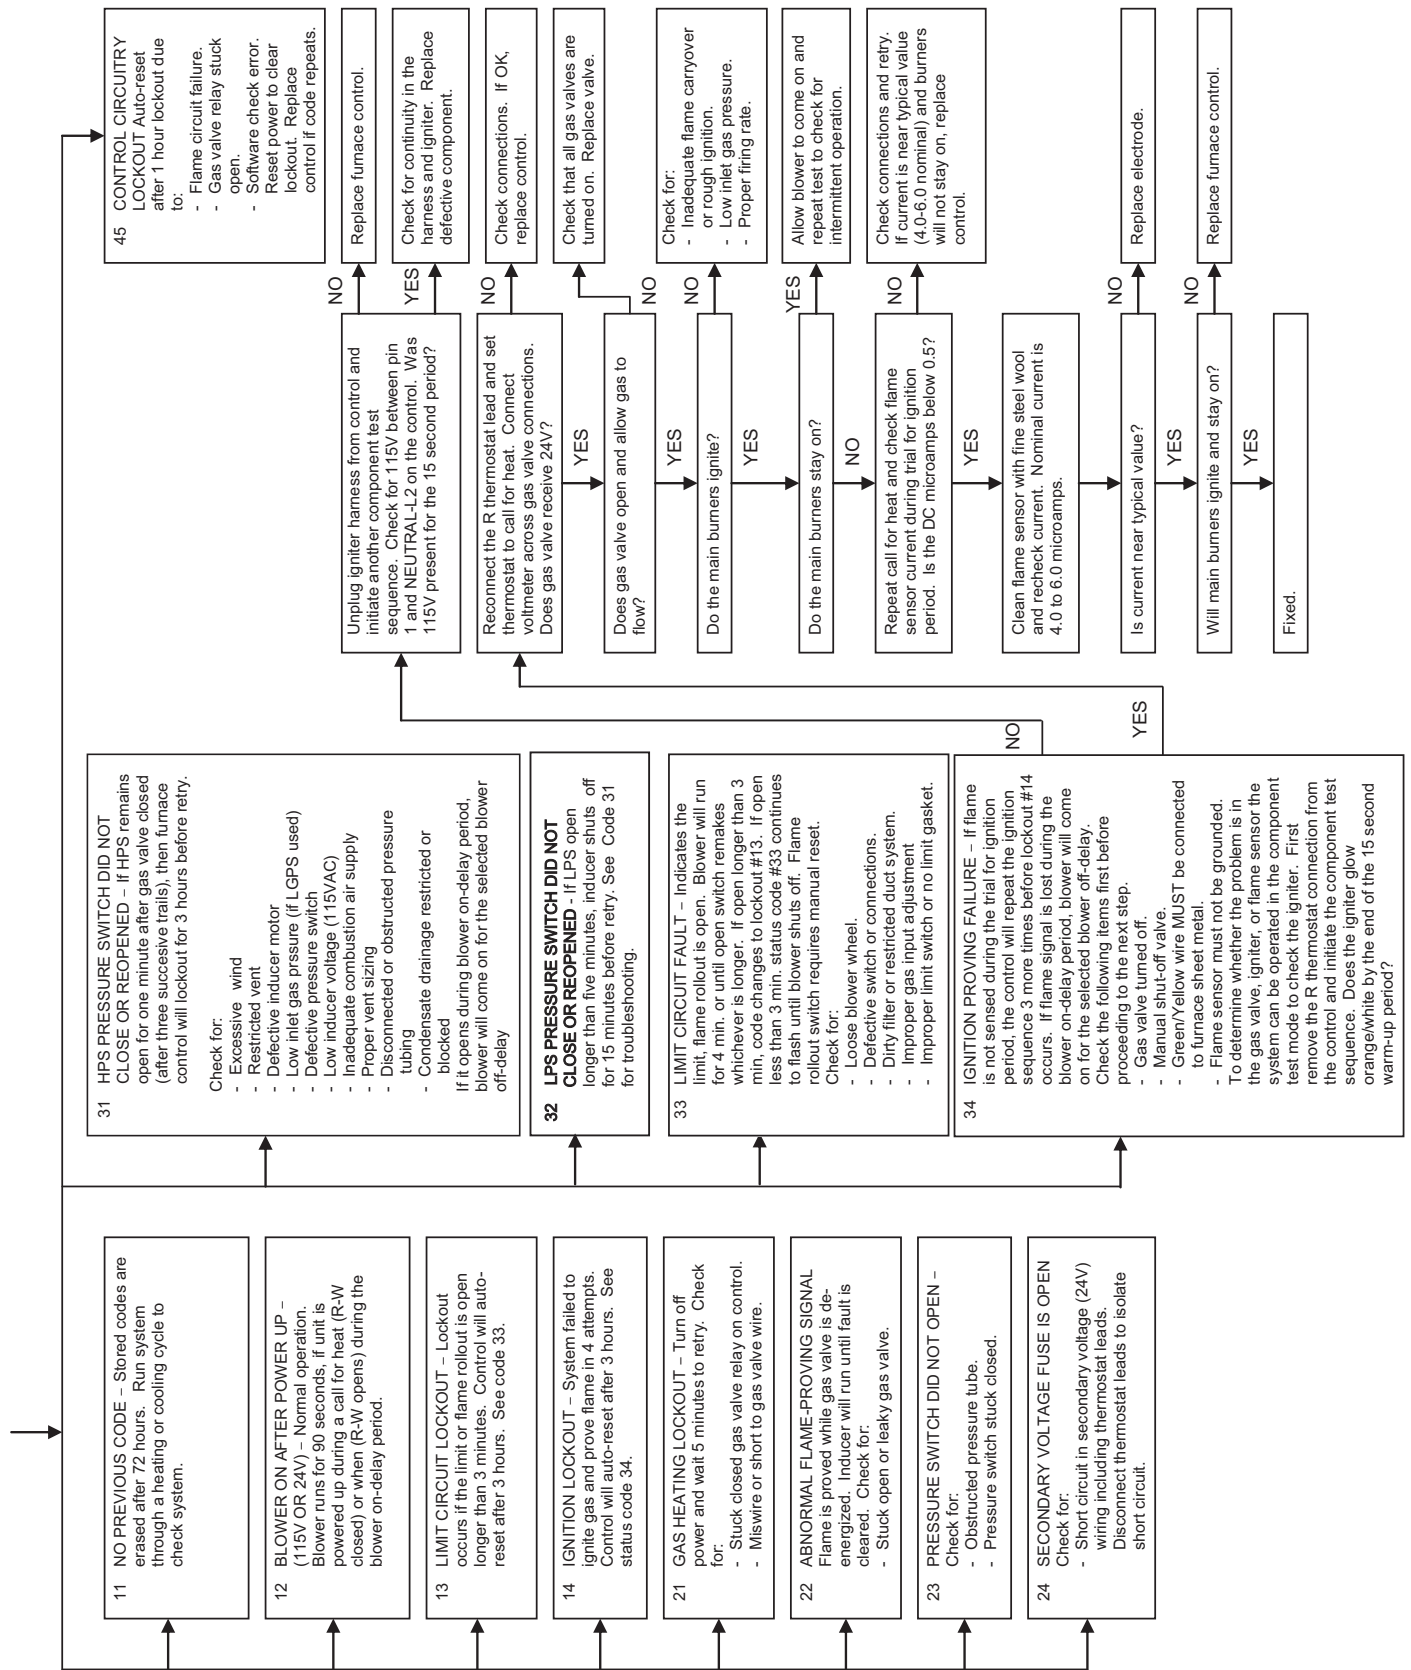 11 NO PREVIOUS CODE – Stored codes are
erased after 72 hours. Run system
through a heating or cooling cycle to
check system.
12 BLOWER ON AFTER POWER UP –
(115V OR 24V) – Normal operation.
Blower runs for 90 seconds, if unit is
powered up during a call for heat (R-W
closed) or when (R-W opens) during the
blower on-delay period.
13 LIMIT CIRCUIT LOCKOUT – Lockout
occurs if the limit or flame rollout is open
longer than 3 minutes. Control will auto-
reset after 3 hours. See code 33.
14 IGNITION LOCKOUT – System failed to
ignite gas and prove flame in 4 attempts.
Control will auto-reset after 3 hours. See
status code 34.
21 GAS HEATING LOCKOUT – Turn off
power and wait 5 minutes to retry. Check
for:
- Stuck closed gas valve relay on control.
- Miswire or short to gas valve wire.
22 ABNORMAL FLAME-PROVING SIGNAL
Flame is proved while gas valve is de-
energized. Inducer will run until fault is
cleared. Check for:
- Stuck open or leaky gas valve.
23 PRESSURE SWITCH DID NOT OPEN –
Check for:
- Obstructed pressure tube.
- Pressure switch stuck closed.
24 SECONDARY VOLTAGE FUSE IS OPEN
Check for:
- Short circuit in secondary voltage (24V)
wiring including thermostat leads.
Disconnect thermostat leads to isolate
short circuit.
31 HPS PRESSURE SWITCH DID NOT
CLOSE OR REOPENED – If HPS remains
open for one minute after gas valve closed
(after three succesive trails), then furnace
control will lockout for 3 hours before retry.
Check for:
- Excessive wind
- Restricted vent
- Defective inducer motor
- Low inlet gas prssure (if LGPS used)
- Defective pressure switch
- Low inducer voltage (115VAC)
- Inadequate combustion air supply
- Proper vent sizing
- Disconnected or obstructed pressure
tubing
- Condensate drainage restricted or
blocked
If it opens during blower on-delay period,
blower will come on for the selected blower
off-delay
32 LPS PRESSURE SWITCH DID NOT
CLOSE OR REOPENED - If LPS open
longer than five minutes, inducer shuts off
for 15 minutes before retry. See Code 31
for troubleshooting.
33 LIMIT CIRCUIT FAULT – Indicates the
limit, flame rollout is open. Blower will run
for 4 min. or until open switch remakes
whichever is longer. If open longer than 3
min, code changes to lockout #13. If open
less than 3 min. status code #33 continues
to flash until blower shuts off. Flame
rollout switch requires manual reset.
Check for:
- Loose blower wheel.
- Defective switch or connections.
- Dirty filter or restricted duct system.
- Improper gas input adjustment
- Improper limit switch or no limit gasket.
34 IGNITION PROVING FAILURE – If flame
is not sensed during the trial for ignition
period, the control will repeat the ignition
sequence 3 more times before lockout #14
occurs. If flame signal is lost during the
blower on-delay period, blower will come
on for the selected blower off-delay.
Check the following items first before
proceeding to the next step.
- Gas valve turned off.
- Manual shut-off valve.
- Green/Yellow wire MUST be connected
to furnace sheet metal.
- Flame sensor must not be grounded.
To determine whether the problem is in
the gas valve, igniter, or flame sensor the
system can be operated in the component
test mode to check the igniter. First
remove the R thermostat connection from
the control and initiate the component test
sequence. Does the igniter glow
orange/white by the end of the 15 second
warm-up period?
NO
YES
45 CONTROL CIRCUITRY
LOCKOUT Auto-reset
after 1 hour lockout due
to:
- Flame circuit failure.
- Gas valve relay stuck
open.
- Software check error.
- Reset power to clear
lockout. Replace
control if code repeats.
Unplug igniter harness from control and
initiate another component test
sequence. Check for 115V between pin
1 and NEUTRAL-L2 on the control. Was
115V present for the 15 second period?
NO
Replace furnace control.
YES
Check for continuity in the
harness and igniter. Replace
defective component.
Reconnect the R thermostat lead and set
thermostat to call for heat. Connect
voltmeter across gas valve connections.
Does gas valve receive 24V?
NO
Check connections. If OK,
replace control.
YES
Does gas valve open and allow gas to
flow?
NO
Check that all gas valves are
turned on. Replace valve.
YES
Do the main burners ignite?
NO
Check for:
- Inadequate flame carryover
or rough ignition.
- Low inlet gas pressure.
- Proper firing rate.
YES
Do the main burners stay on?
YES
Allow blower to come on and
repeat test to check for
intermittent operation.
NO
Repeat call for heat and check flame
sensor current during trial for ignition
period. Is the DC microamps below 0.5?
NO
Check connections and retry.
If current is near typical value
(4.0-6.0 nominal) and burners
will not stay on, replace
control.
YES
Clean flame sensor with fine steel wool
and recheck current. Nominal current is
4.0 to 6.0 microamps.
Is current near typical value?
NO
Replace electrode.
YES
Will main burners ignite and stay on?
NO
Replace furnace control.
YES
Fixed.